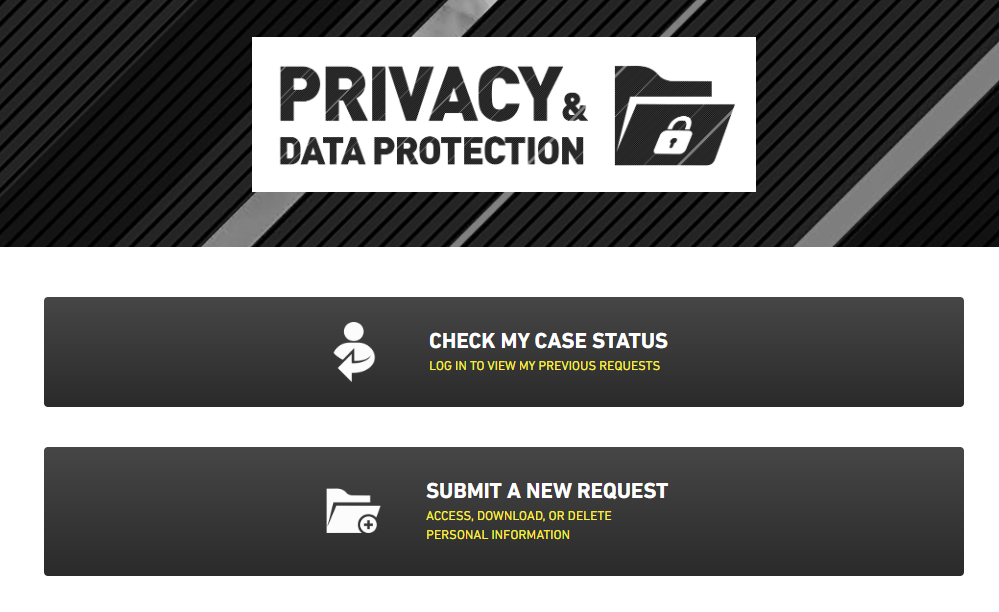 PRIVACY &
DATA PROTECTION
CHECK MY CASE STATUS
LOG IN TO VIEW MY PREVIOUS REQUESTS
SUBMIT A NEW REQUEST
ACCESS, DOWNLOAD, OR DELETE
PERSONAL INFORMATION